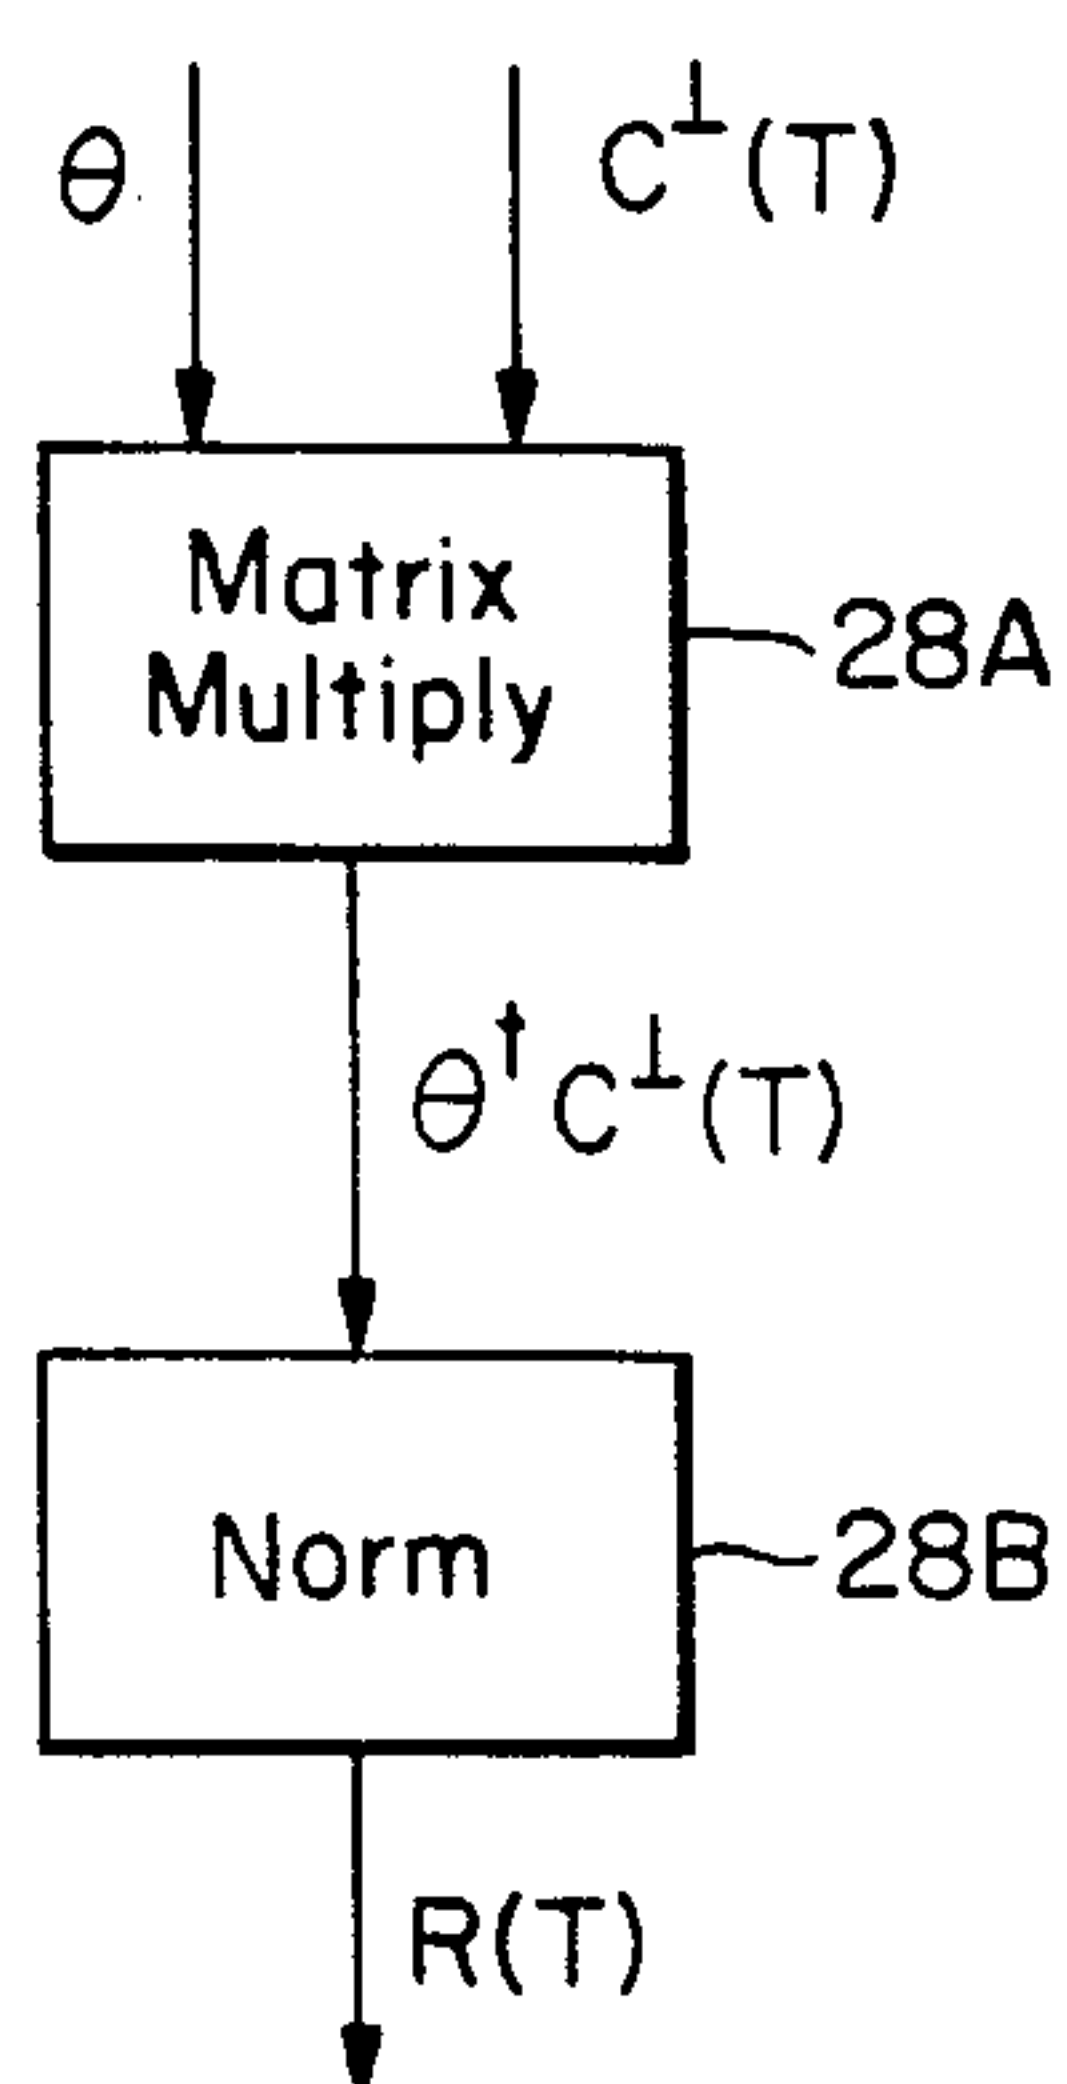 θ
C⊥(T)
Matrix
Multiply
28A
θ†C⊥(T)
Norm
28B
R(T)